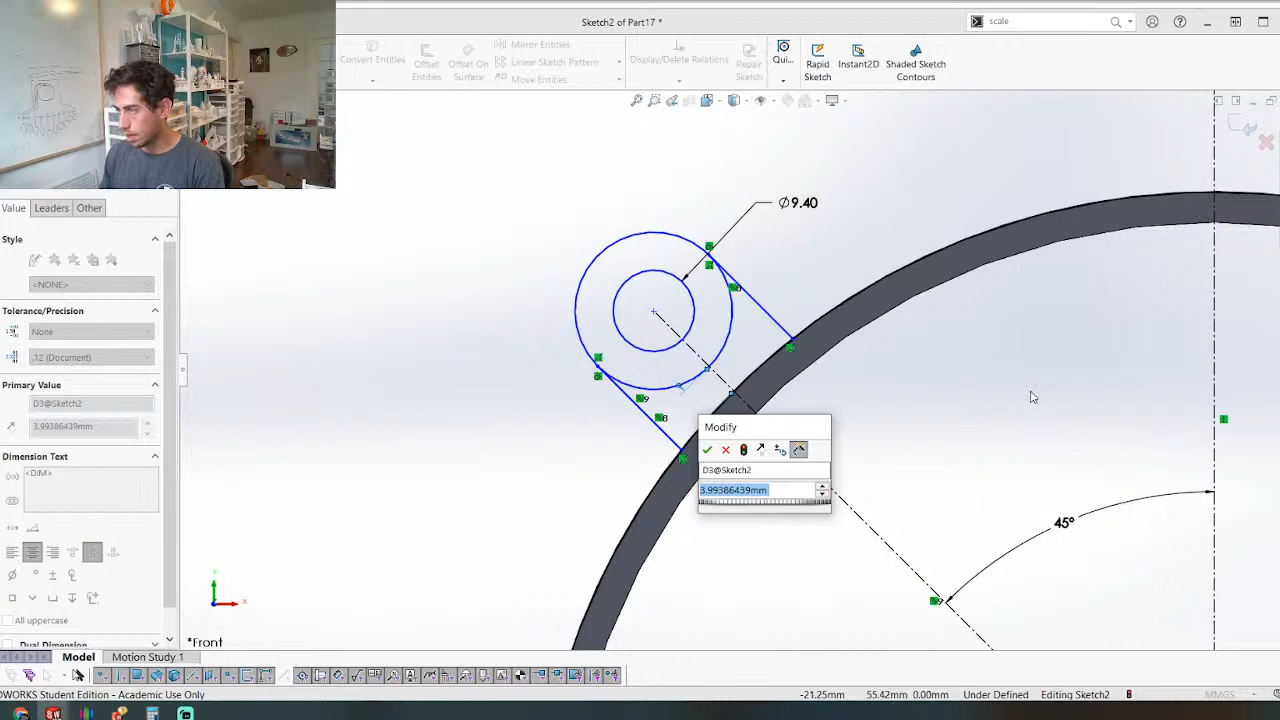 Sketch2 of Part17 *
scale
Convert Entities
Offset Entities
Offset On Surface
Mirror Entities
Linear Sketch Pattern
Move Entities
Display/Delete Relations
Repair Sketch
Qui...
Rapid Sketch
Instant2D
Shaded Sketch Contours
Value
Leaders
Other
Style
<NONE>
Tolerance/Precision
None
.12 (Document)
Primary Value
D3@Sketch2
3.99386439mm
Dimension Text
<DIM>
All uppercase
Dual Dimension
Ø9.40
Modify
D3@Sketch2
3.99386439mm
45°
Y
X
*Front
Model
Motion Study 1
DWORKS Student Edition - Academic Use Only
-21.25mm
55.42mm 0.00mm
Under Defined
Editing Sketch2
MMGS